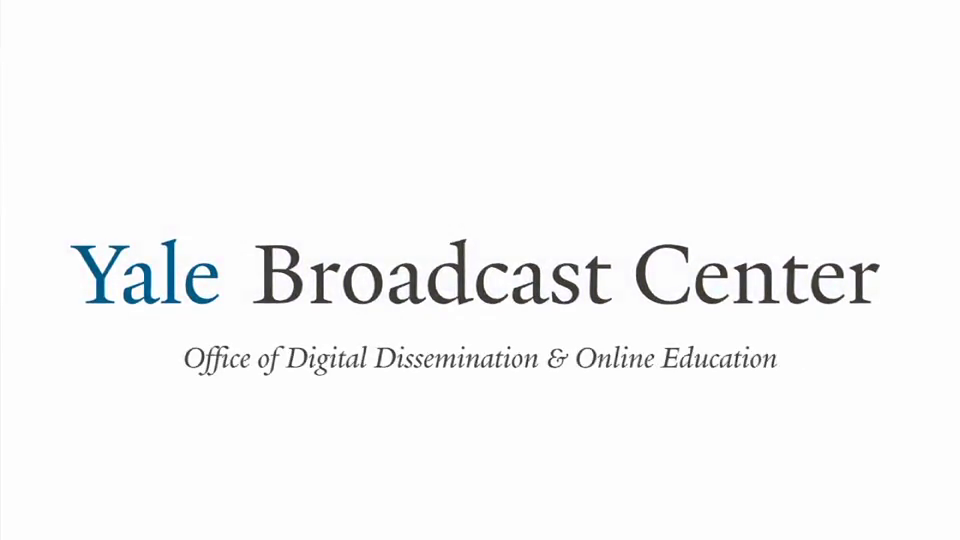 Yale Broadcast Center
Office of Digital Dissemination & Online Education